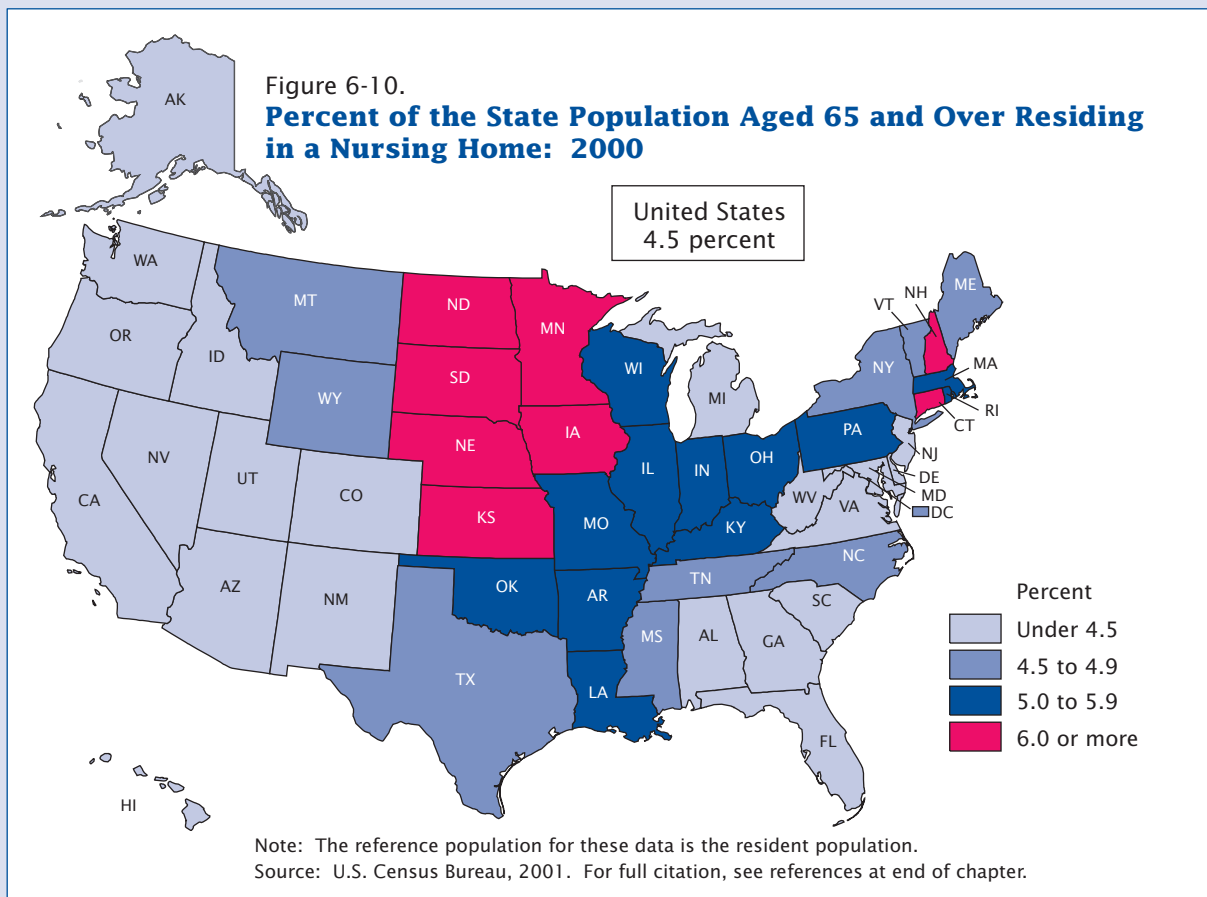 Figure 6-10.
Percent of the State Population Aged 65 and Over Residing
in a Nursing Home: 2000
United States
4.5 percent
AK
WA
MT
ND
MN
ME
NH
VT
OR
ID
SD
WI
NY
MA
WY
MI
RI
CT
NE
IA
PA
NJ
NV
UT
CO
IL
IN
OH
DE
MD
DC
CA
KS
MO
WV
VA
KY
AZ
NM
OK
AR
TN
NC
SC
MS
AL
GA
TX
LA
FL
HI
Percent
Under 4.5
4.5 to 4.9
5.0 to 5.9
6.0 or more
Note: The reference population for these data is the resident population.
Source: U.S. Census Bureau, 2001. For full citation, see references at end of chapter.